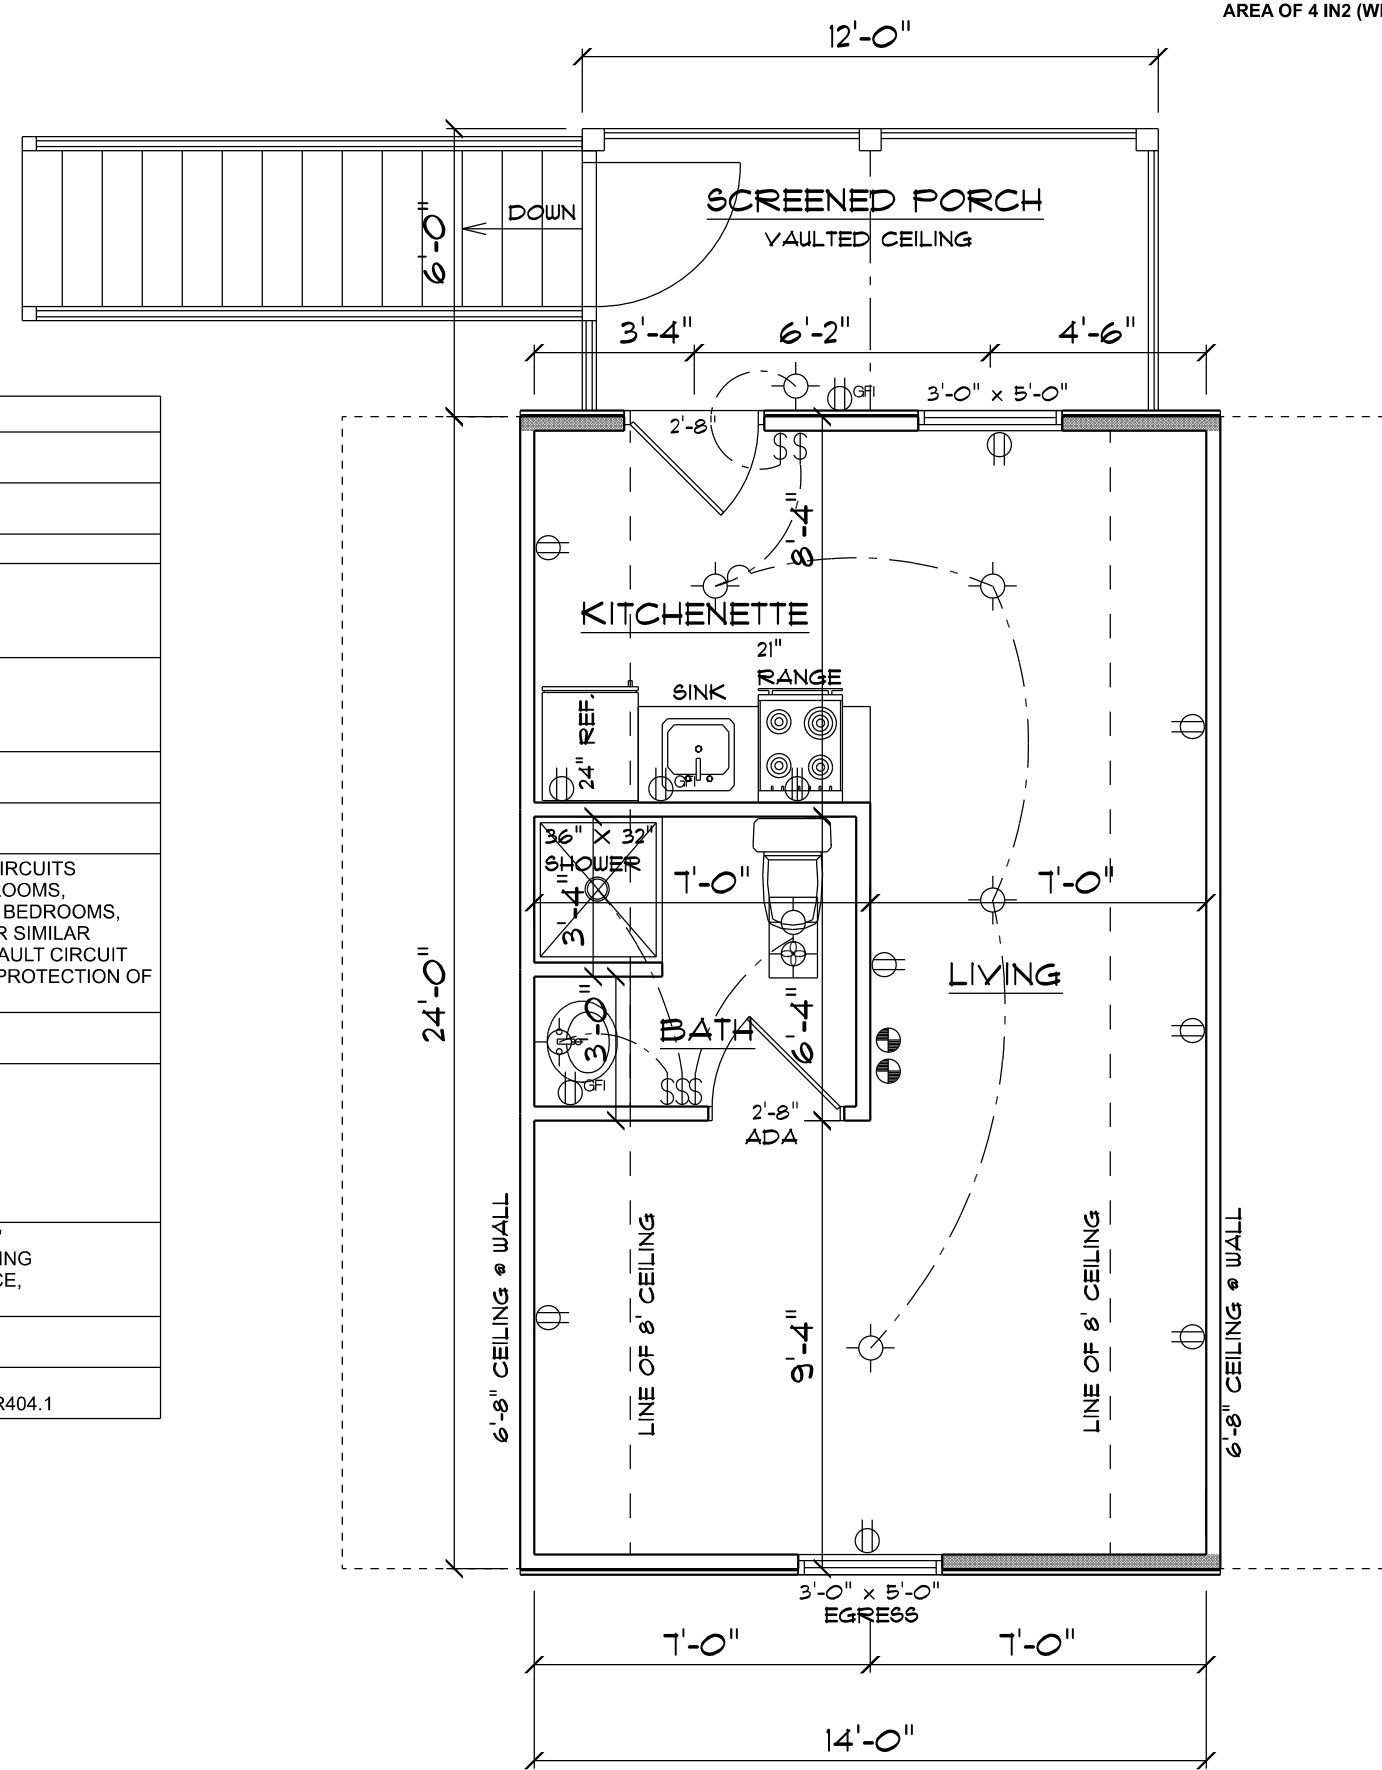 AREA OF 4 IN2
12'-0"
SCREENED PORCH
VAULTED CEILING
DOWN
6'-0"
3'-4"
6'-2"
4'-6"
GFI
3'-0" x 5'-0"
2'-8"
SS
8'-4"
KITCHENETTE
21"
RANGE
SINK
24" REF.
GFI
36" X 32"
SHOWER
7'-0"
7'-0"
3'-4"
LIVING
24'-0"
3'-0"
BATH
6'-4"
GFI
SSS
2'-8"
ADA
IRCUITS
ROOMS,
BEDROOMS,
R SIMILAR
AULT CIRCUIT
PROTECTION OF
ING
CE,
R404.1
6'-8" CEILING @ WALL
LINE OF 8' CEILING
9'-4"
LINE OF 8' CEILING
6'-8" CEILING @ WALL
3'-0" x 5'-0"
EGRESS
7'-0"
7'-0"
14'-0"